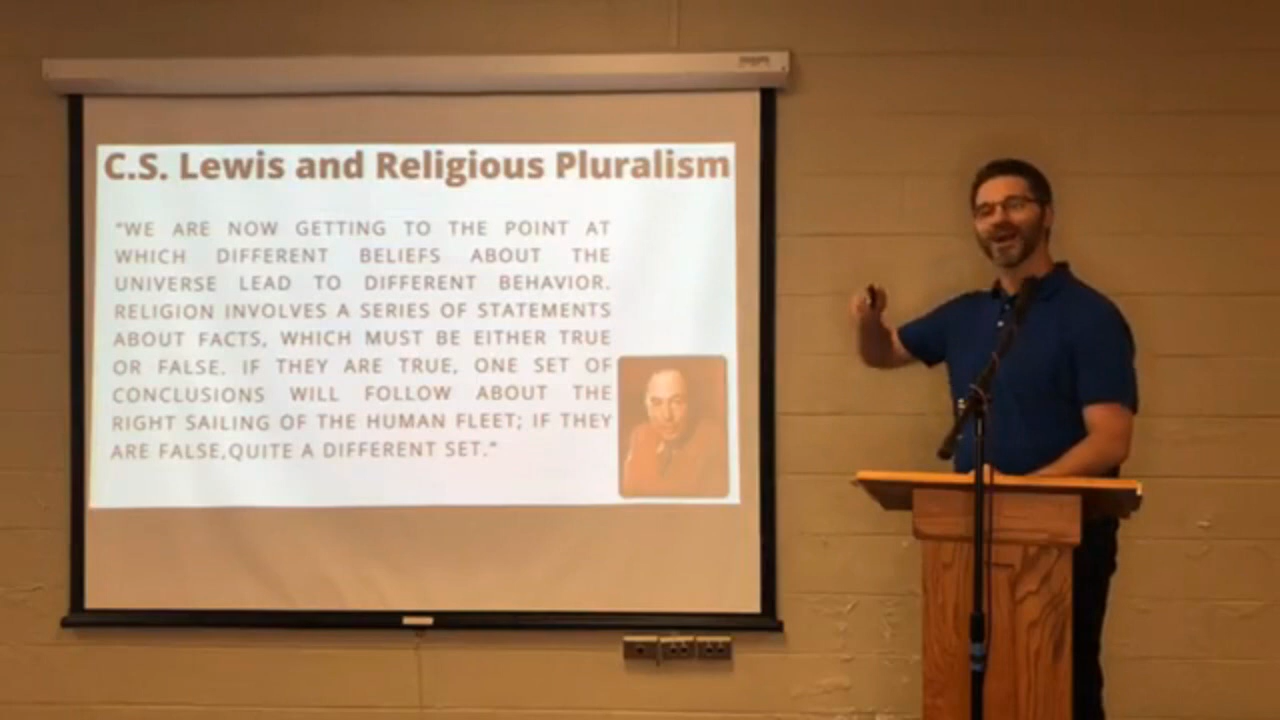 C.S. Lewis and Religious Pluralism
“WE ARE NOW GETTING TO THE POINT AT
WHICH DIFFERENT BELIEFS ABOUT THE
UNIVERSE LEAD TO DIFFERENT BEHAVIOR.
RELIGION INVOLVES A SERIES OF STATEMENTS
ABOUT FACTS, WHICH MUST BE EITHER TRUE
OR FALSE. IF THEY ARE TRUE, ONE SET OF
CONCLUSIONS WILL FOLLOW ABOUT THE
RIGHT SAILING OF THE HUMAN FLEET; IF THEY
ARE FALSE,QUITE A DIFFERENT SET.”